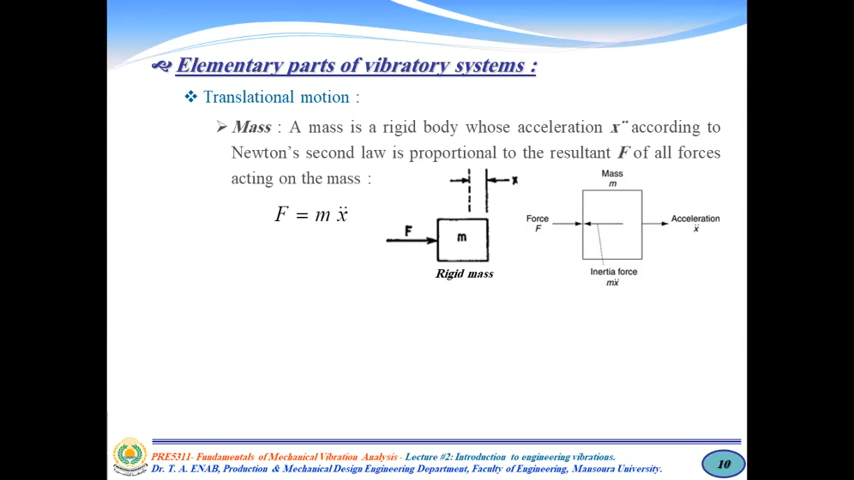 Elementary parts of vibratory systems :
❖ Translational motion :
➢ Mass : A mass is a rigid body whose acceleration x¨ according to
Newton's second law is proportional to the resultant F of all forces
acting on the mass :
F = m ẍ
x
F
m
Rigid mass
Mass
m
Force
F
Acceleration
ẍ
Inertia force
mẍ
PRE5311- Fundamentals of Mechanical Vibration Analysis - Lecture #2: Introduction to engineering vibrations.
Dr. T. A. ENAB, Production & Mechanical Design Engineering Department, Faculty of Engineering, Mansoura University.
10